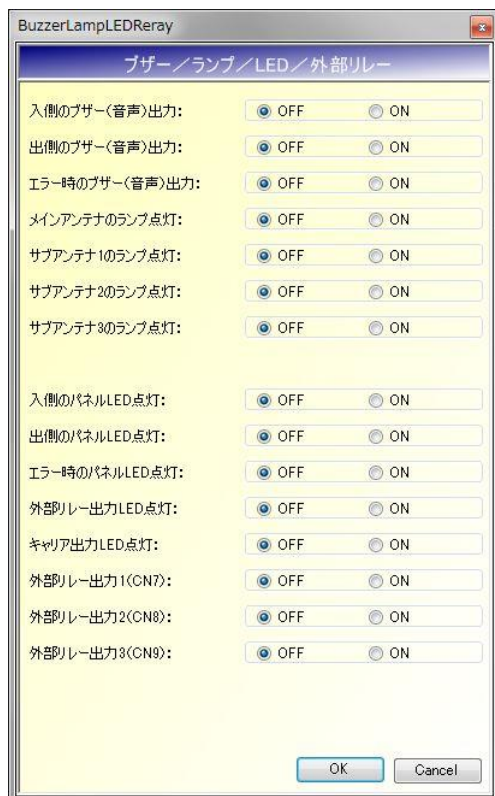 BuzzerLampLEDReray
ブザー／ランプ／LED／外部リレー
入側のブザー(音声)出力: OFF ON
出側のブザー(音声)出力: OFF ON
エラー時のブザー(音声)出力: OFF ON
メインアンテナのランプ点灯: OFF ON
サブアンテナ1のランプ点灯: OFF ON
サブアンテナ2のランプ点灯: OFF ON
サブアンテナ3のランプ点灯: OFF ON
入側のパネルLED点灯: OFF ON
出側のパネルLED点灯: OFF ON
エラー時のパネルLED点灯: OFF ON
外部リレー出力LED点灯: OFF ON
キャリア出力LED点灯: OFF ON
外部リレー出力1(CN7): OFF ON
外部リレー出力2(CN8): OFF ON
外部リレー出力3(CN9): OFF ON
OK Cancel